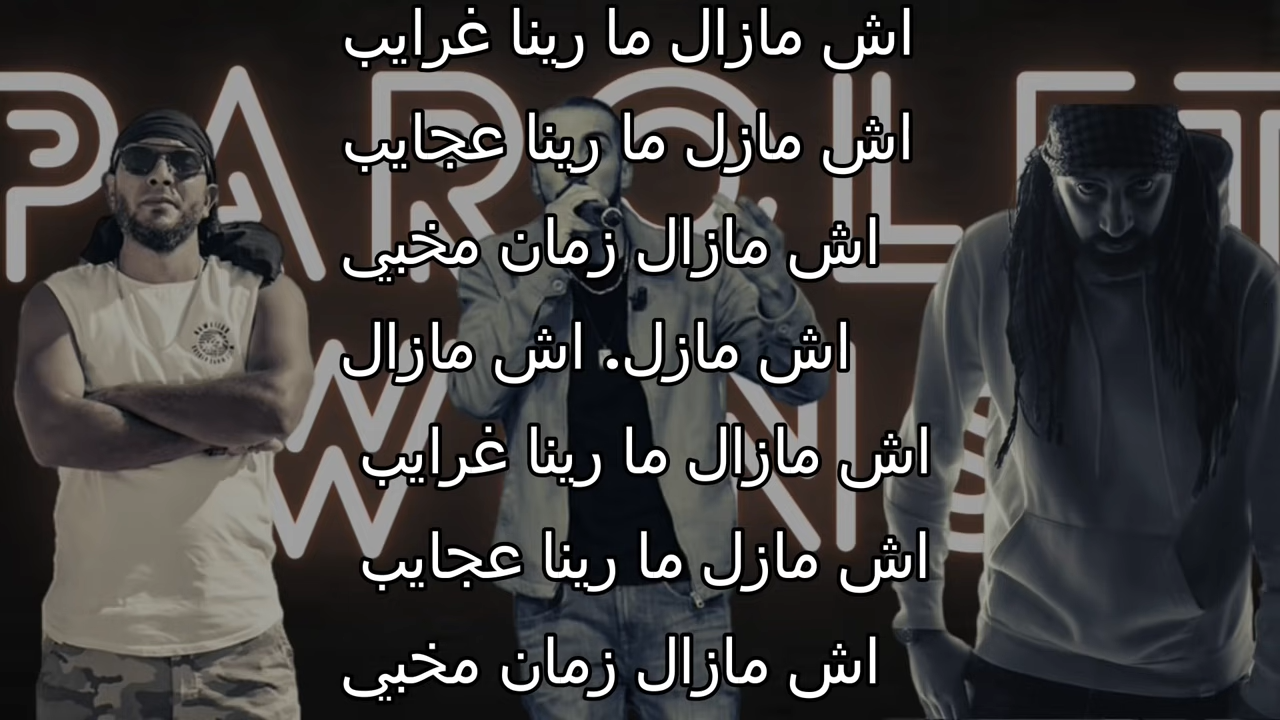 اش مازال ما رينا غرايب
اش مازل ما رينا عجايب
اش مازال زمان مخبي
اش مازل. اش مازال
اش مازال ما رينا غرايب
اش مازل ما رينا عجايب
اش مازال زمان مخبي